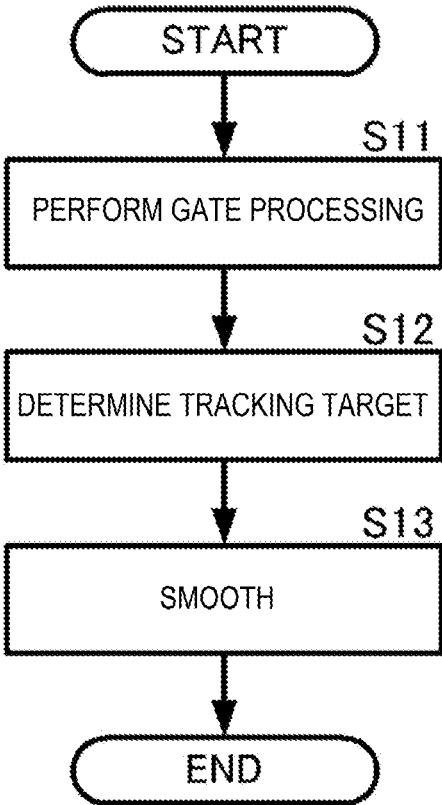 START
S11
PERFORM GATE PROCESSING
S12
DETERMINE TRACKING TARGET
S13
SMOOTH
END